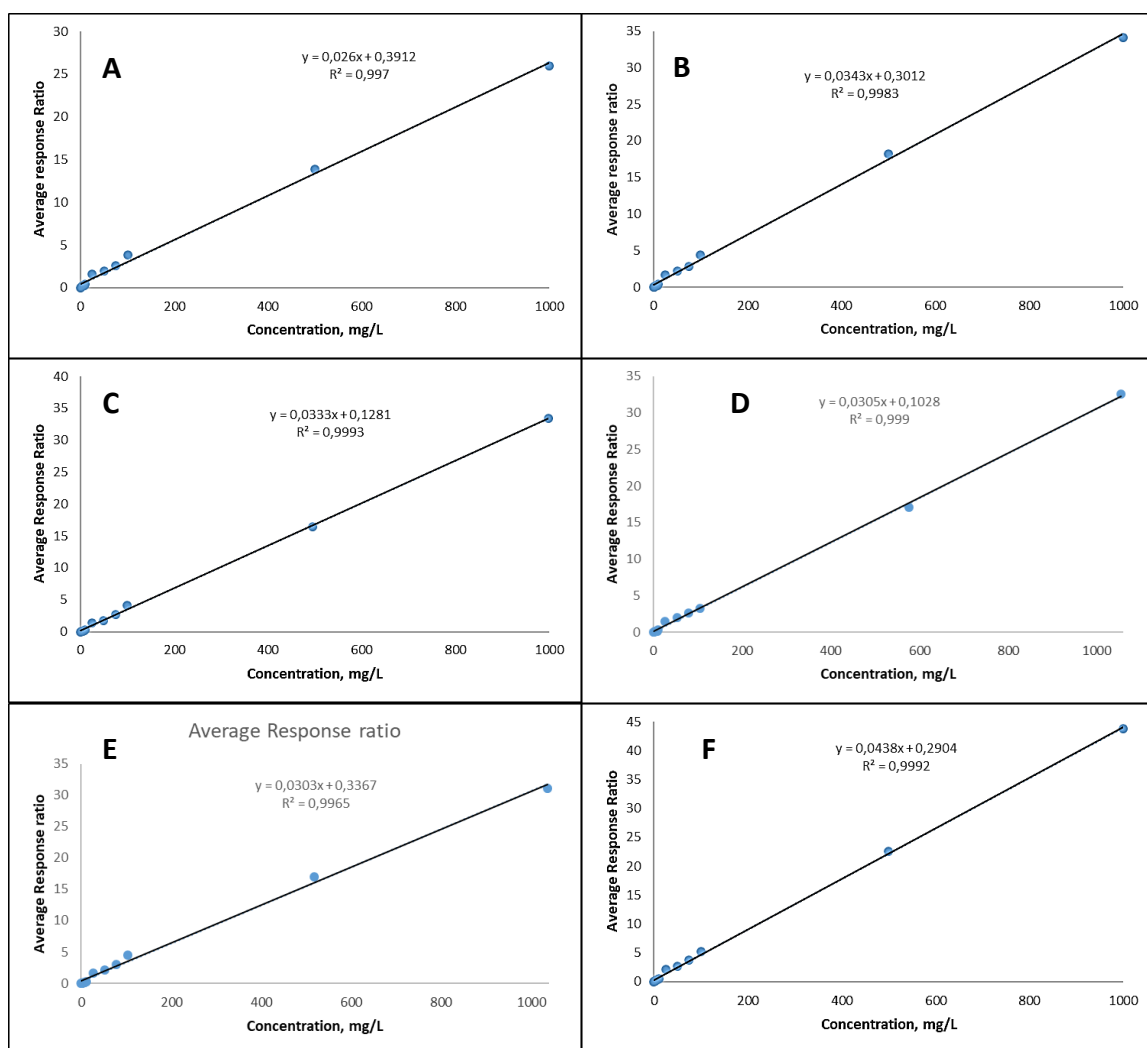 A
y = 0,026x + 0,3912
R² = 0,997
Average response Ratio
30
25
20
15
10
5
0
0 200 400 600 800 1000
Concentration, mg/L
B
y = 0,0343x + 0,3012
R² = 0,9983
Average response ratio
35
30
25
20
15
10
5
0
0 200 400 600 800 1000
Concentration, mg/L
C
y = 0,0333x + 0,1281
R² = 0,9993
Average Response Ratio
40
35
30
25
20
15
10
5
0
0 200 400 600 800 1000
Concentration, mg/L
D
y = 0,0305x + 0,1028
R² = 0,999
Average Response Ratio
35
30
25
20
15
10
5
0
0 200 400 600 800 1000
Concentration, mg/L
Average Response ratio
E
y = 0,0303x + 0,3367
R² = 0,9965
Average Response ratio
35
30
25
20
15
10
5
0
0 200 400 600 800 1000
Concentration, mg/L
F
y = 0,0438x + 0,2904
R² = 0,9992
Average Response Ratio
45
40
35
30
25
20
15
10
5
0
0 200 400 600 800 1000
Concentration, mg/L